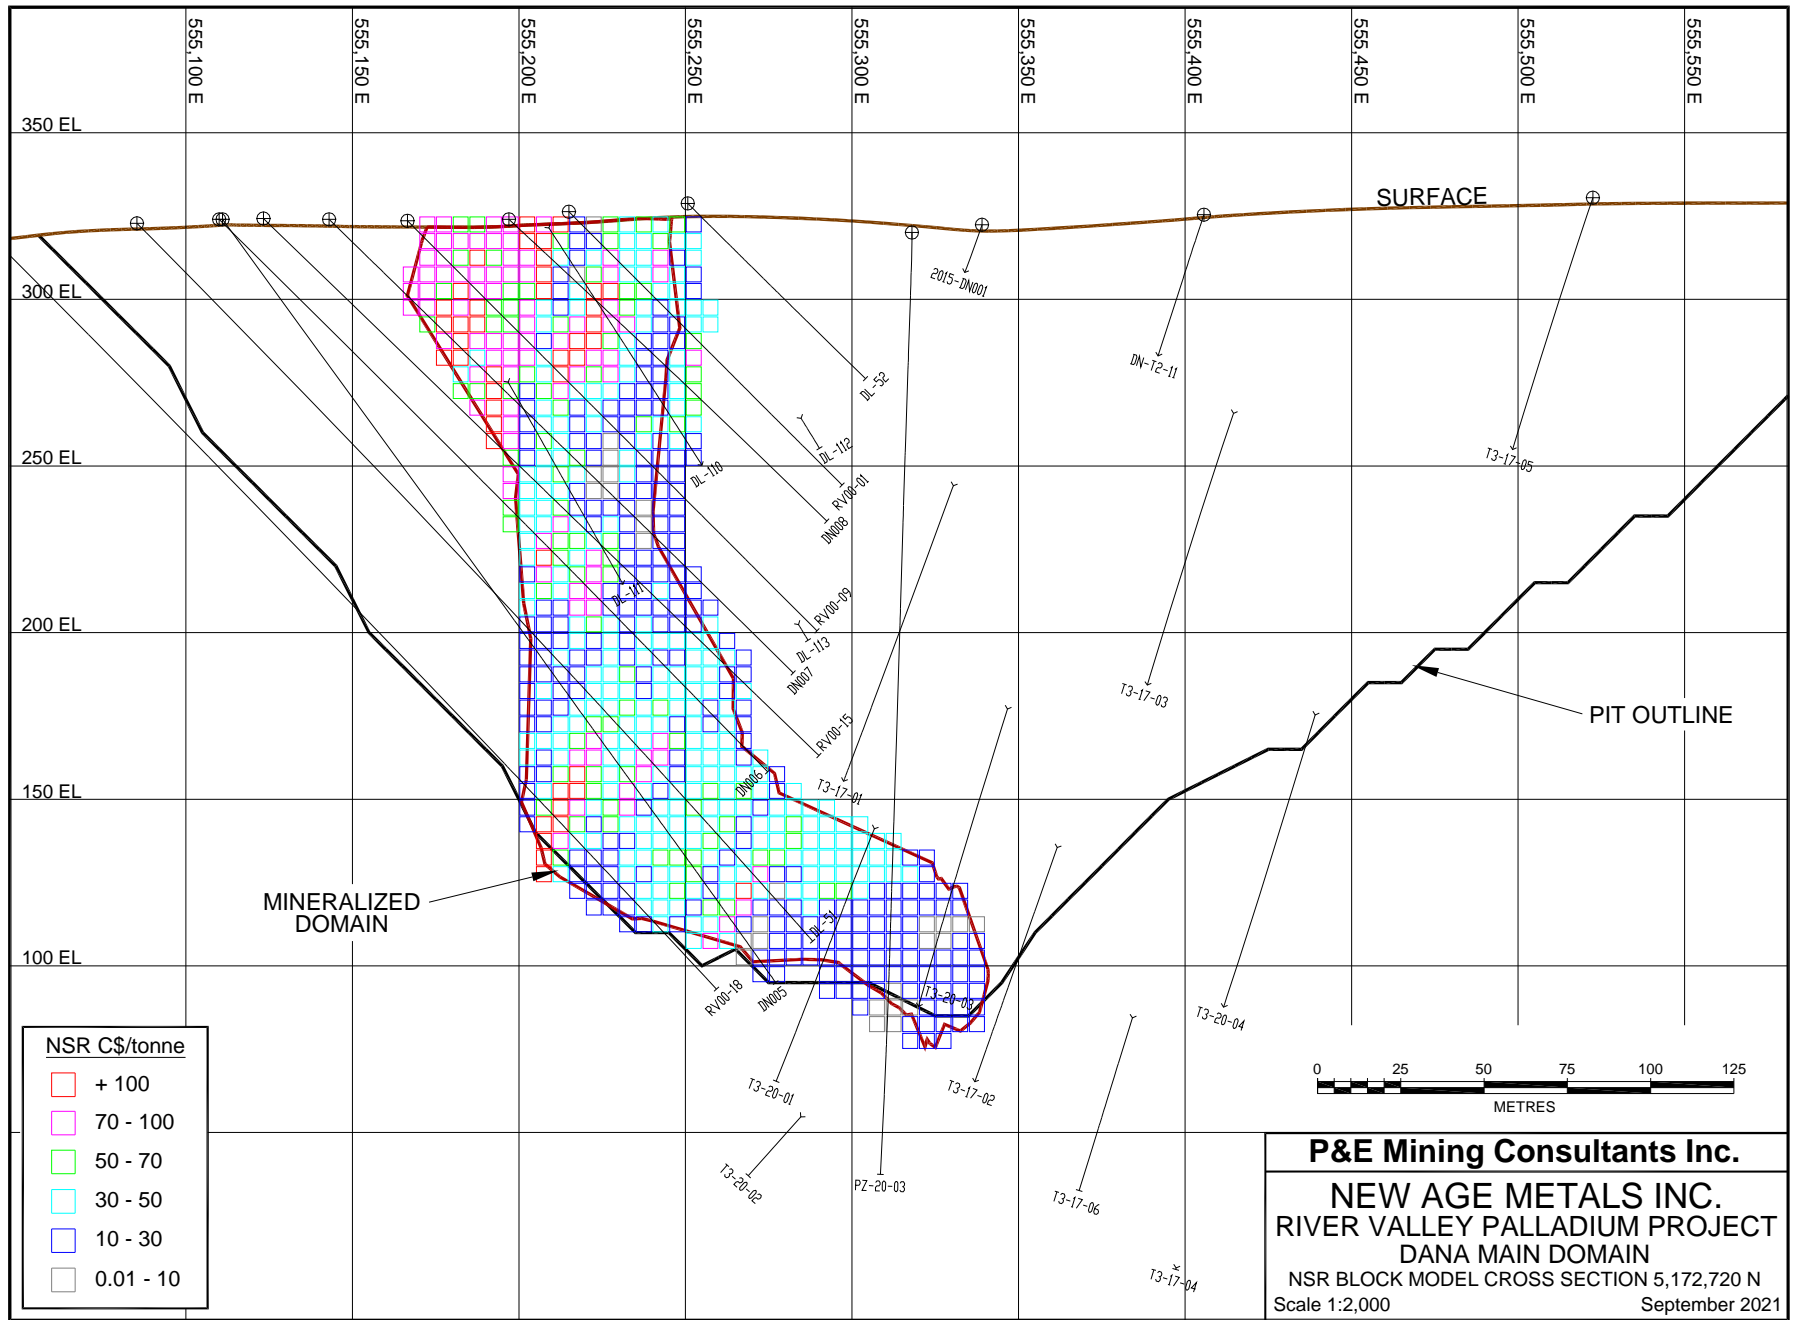 555,100 E
555,150 E
555,200 E
555,250 E
555,300 E
555,350 E
555,400 E
555,450 E
555,500 E
555,550 E
350 EL
300 EL
250 EL
200 EL
150 EL
100 EL
SURFACE
2015-DN001
DN-T2-11
DL-52
DL-112
T3-17-05
DL-110
RV00-01
DN008
DL-111
RV00-09
DL-113
DN007
T3-17-03
RV00-15
PIT OUTLINE
DN006
T3-17-01
MINERALIZED
DOMAIN
DL-51
RV00-18
DN005
T3-20-03
T3-20-04
T3-20-01
T3-17-02
T3-20-02
PZ-20-03
T3-17-06
T3-17-04
NSR C$/tonne
+ 100
70 - 100
50 - 70
30 - 50
10 - 30
0.01 - 10
0 25 50 75 100 125
METRES
P&E Mining Consultants Inc.
NEW AGE METALS INC.
RIVER VALLEY PALLADIUM PROJECT
DANA MAIN DOMAIN
NSR BLOCK MODEL CROSS SECTION 5,172,720 N
Scale 1:2,000 September 2021